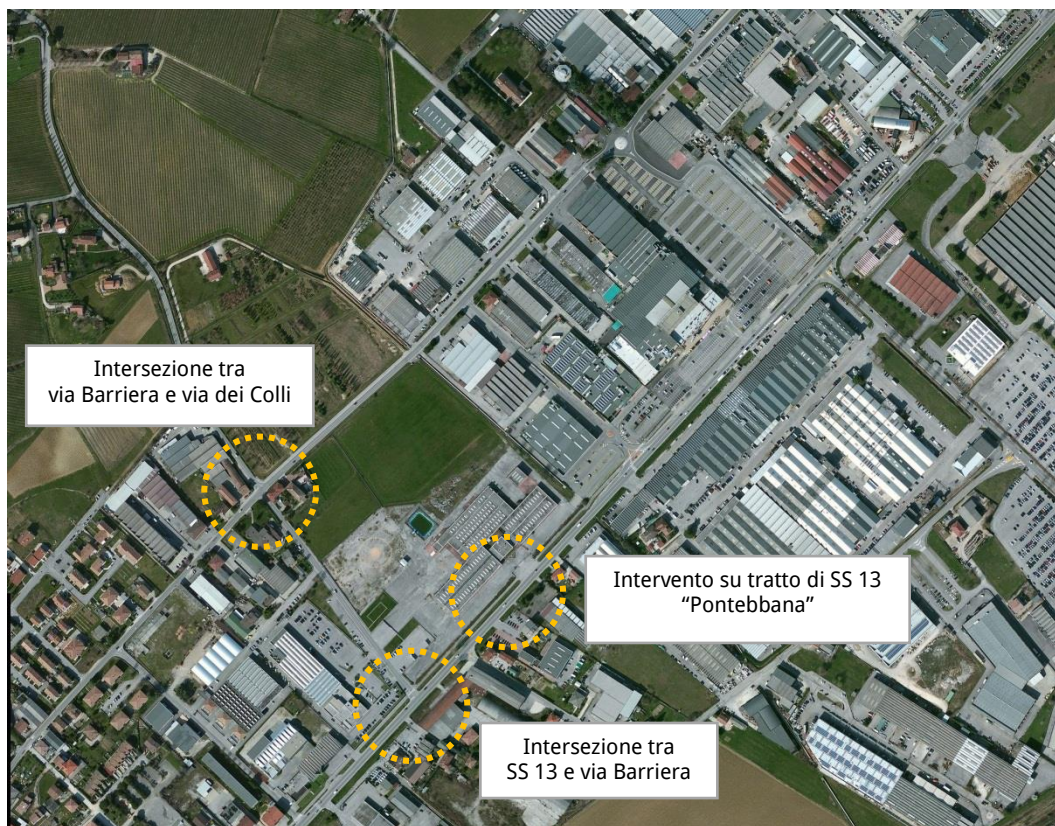 Intersezione tra
via Barriera e via dei Colli
Intervento su tratto di SS 13
“Pontebbana”
Intersezione tra
SS 13 e via Barriera